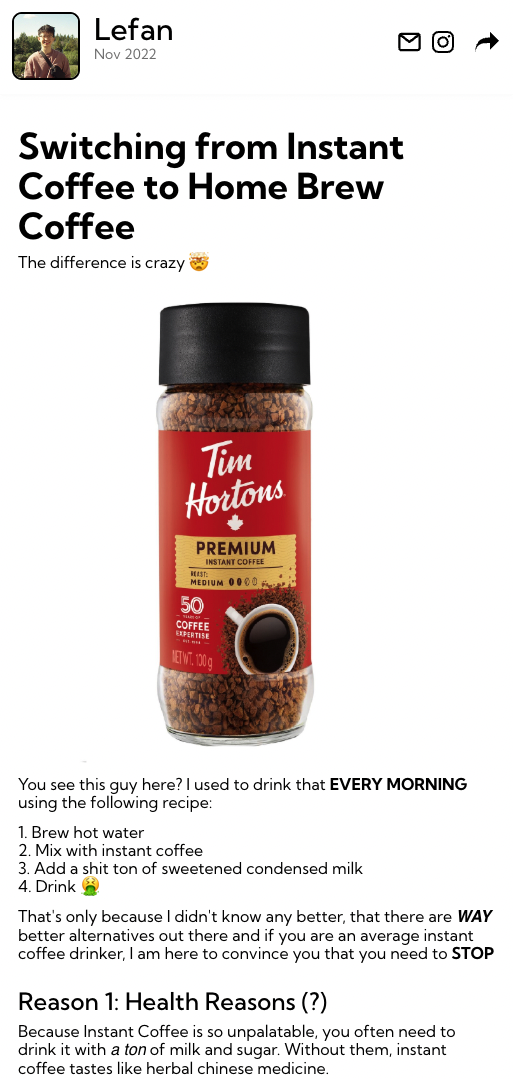 Lefan
Nov 2022
Switching from Instant
Coffee to Home Brew
Coffee
The difference is crazy 🤯
Tim
Hortons
PREMIUM
INSTANT COFFEE
ROAST:
MEDIUM
50
YEARS OF
COFFEE
EXPERTISE
NET WT. 100 g
You see this guy here? I used to drink that EVERY MORNING
using the following recipe:
1. Brew hot water
2. Mix with instant coffee
3. Add a shit ton of sweetened condensed milk
4. Drink 🤮
That's only because I didn't know any better, that there are WAY
better alternatives out there and if you are an average instant
coffee drinker, I am here to convince you that you need to STOP
Reason 1: Health Reasons (?)
Because Instant Coffee is so unpalatable, you often need to
drink it with a ton of milk and sugar. Without them, instant
coffee tastes like herbal chinese medicine.